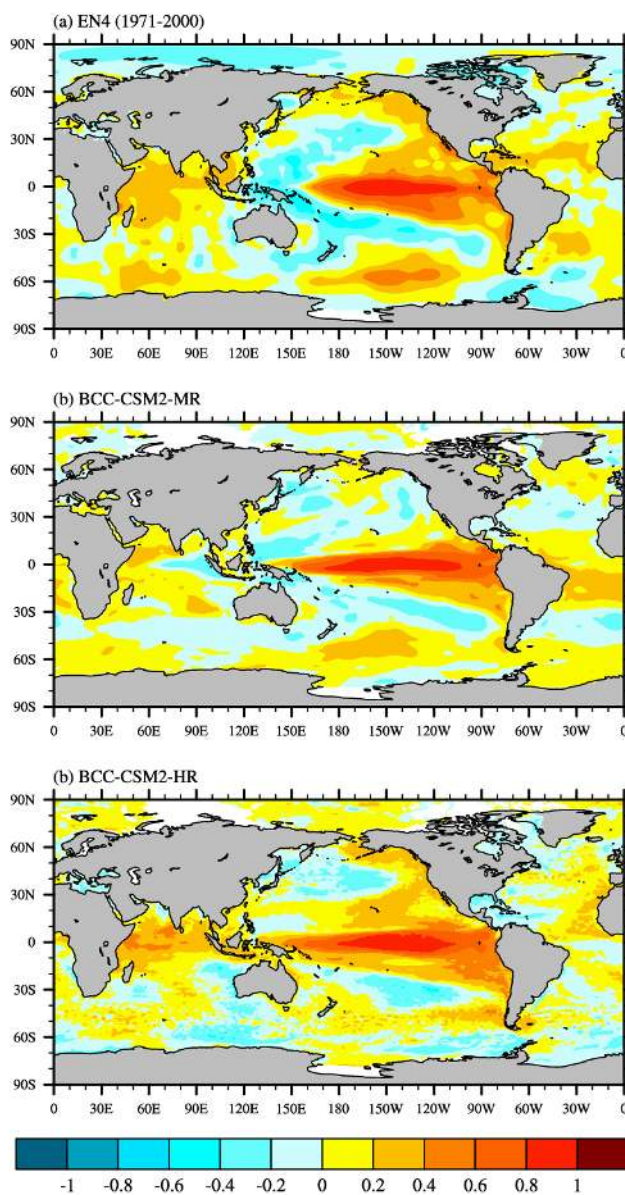 (a) EN4 (1971-2000)
90N
60N
30N
0
30S
60S
90S
0 30E 60E 90E 120E 150E 180 150W 120W 90W 60W 30W 0
(b) BCC-CSM2-MR
90N
60N
30N
0
30S
60S
90S
0 30E 60E 90E 120E 150E 180 150W 120W 90W 60W 30W 0
(b) BCC-CSM2-HR
90N
60N
30N
0
30S
60S
90S
0 30E 60E 90E 120E 150E 180 150W 120W 90W 60W 30W 0
-1 -0.8 -0.6 -0.4 -0.2 0 0.2 0.4 0.6 0.8 1